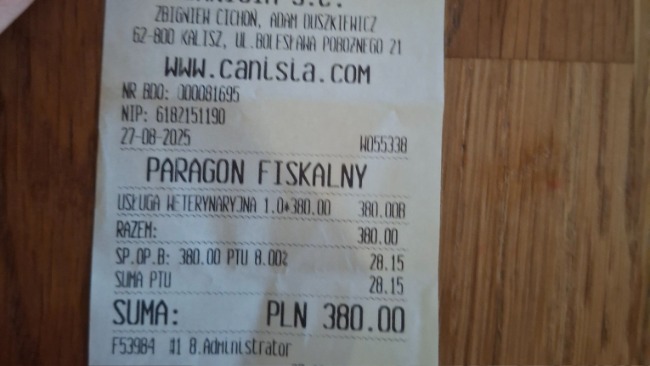 ZBIGNIEW CICHON, ADAM DUSZKIEWICZ
62-800 KALISZ, UL.BOLESŁAWA POBOŻNEGO 21
WWW.CANISIA.COM
NR BDO: 000081695
NIP: 6182151190
27-08-2025 W055338
PARAGON FISKALNY
USŁUGA WETERYNARYJNA 1.0*380.00 380.00B
RAZEM: 380.00
SP.OP.B: 380.00 PTU 8.00% 28.15
SUMA PTU 28.15
SUMA: PLN 380.00
F53984 #1 8.Administrator